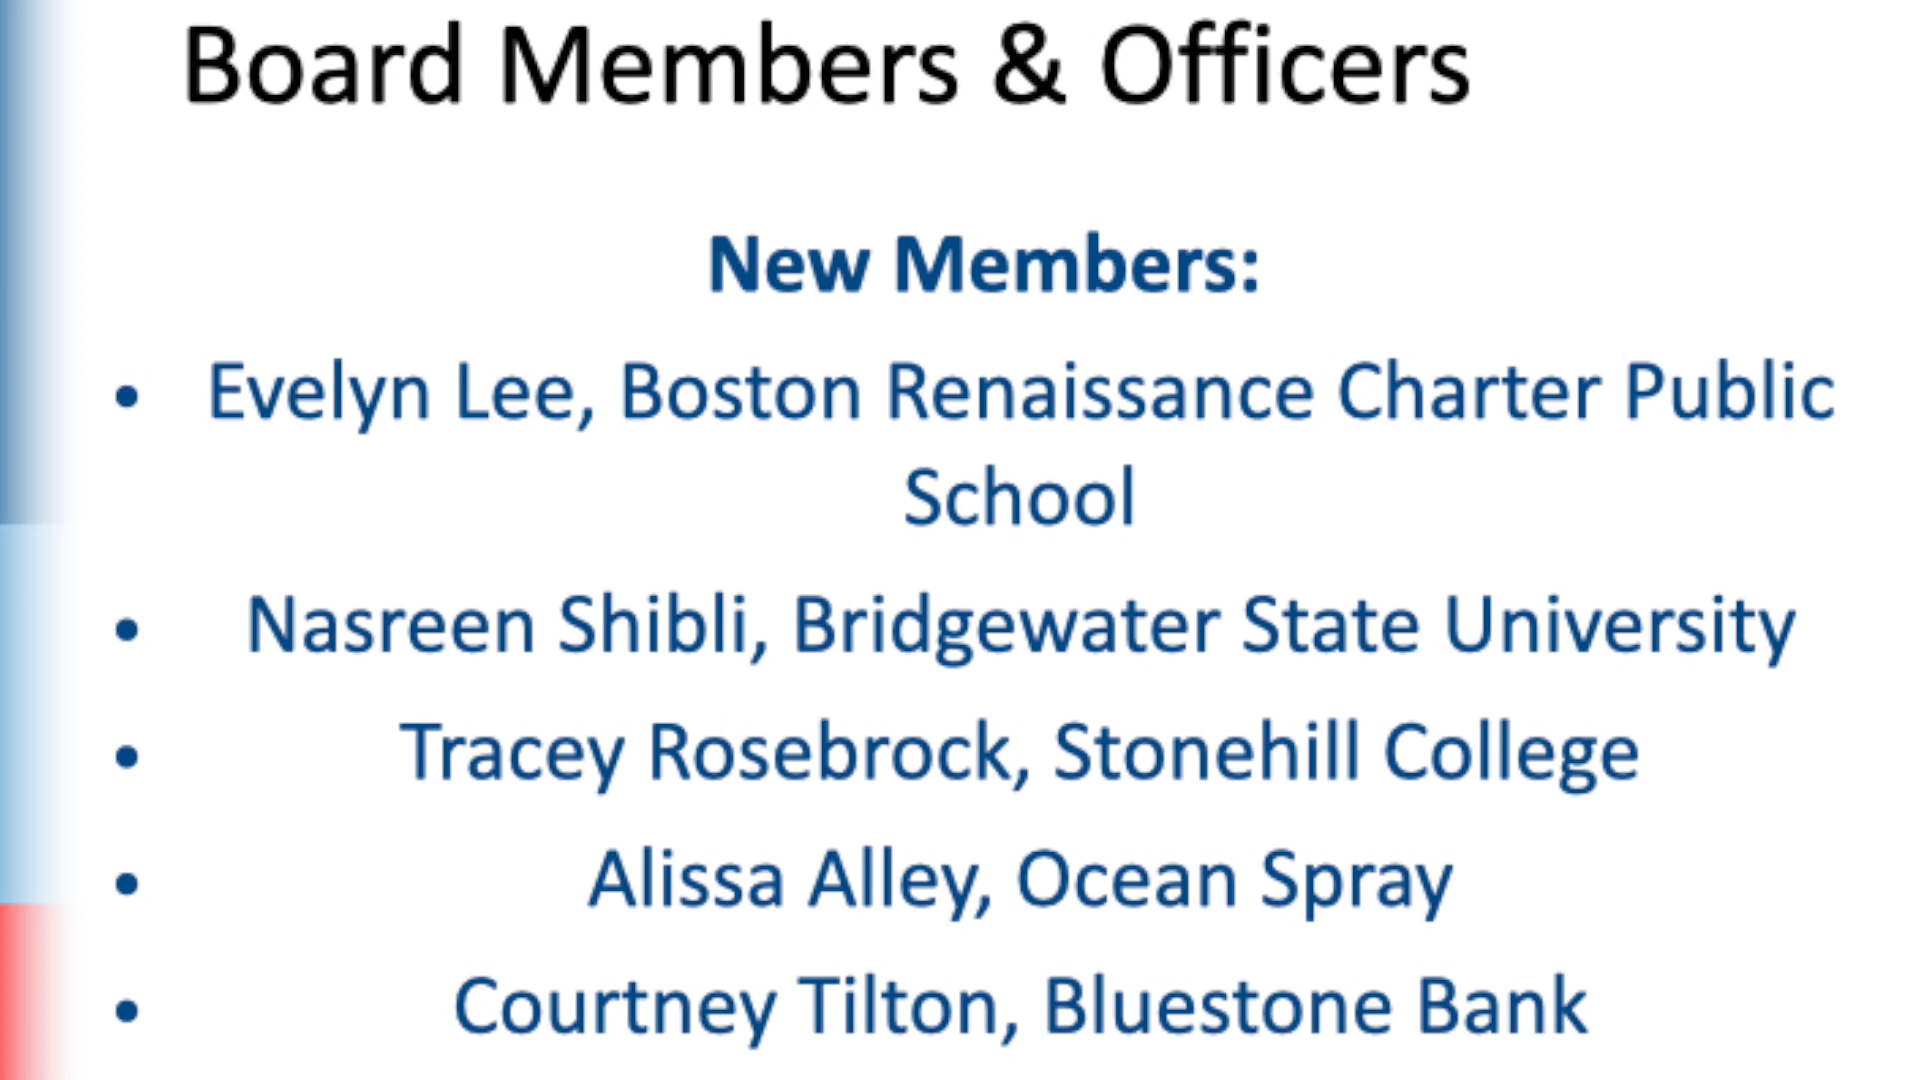 Board Members & Officers
New Members:
• Evelyn Lee, Boston Renaissance Charter Public
School
• Nasreen Shibli, Bridgewater State University
• Tracey Rosebrock, Stonehill College
• Alissa Alley, Ocean Spray
• Courtney Tilton, Bluestone Bank